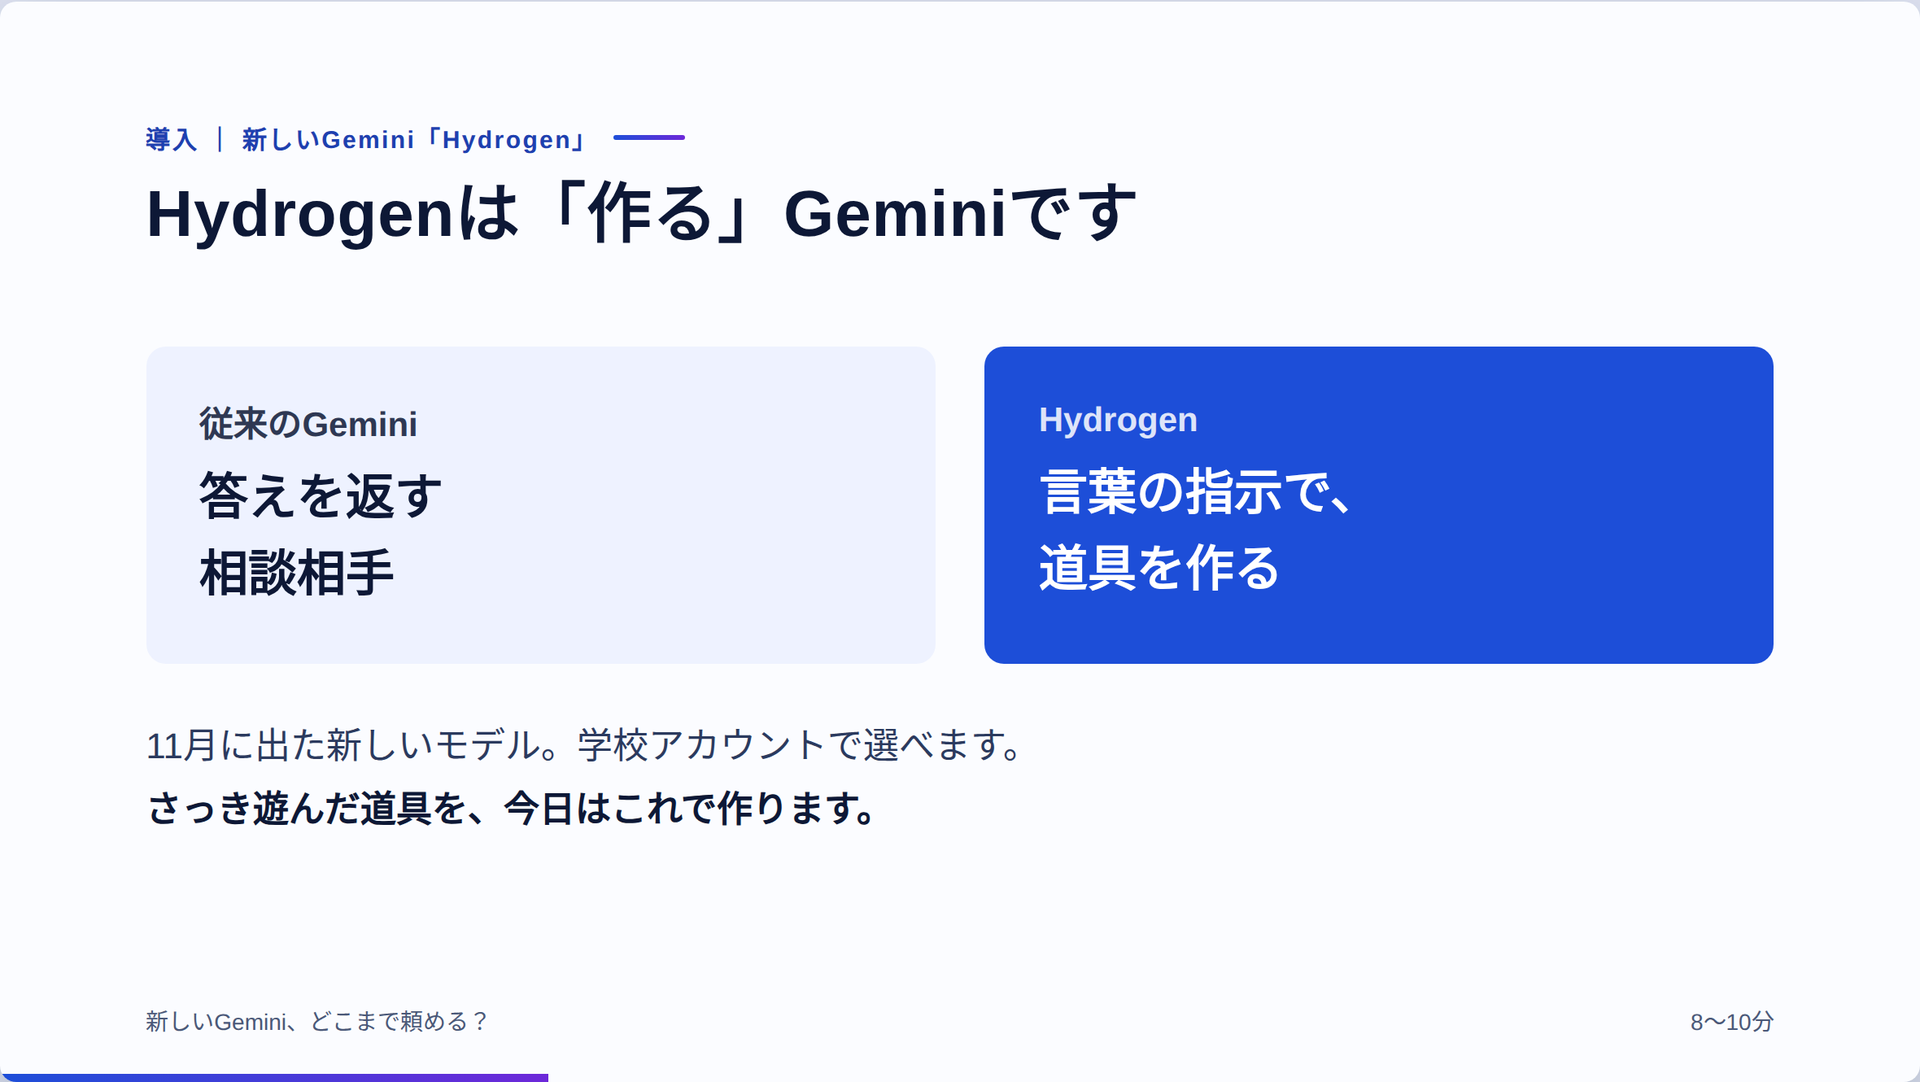 導入 ｜ 新しいGemini「Hydrogen」
Hydrogenは「作る」Geminiです
従来のGemini
答えを返す
相談相手
Hydrogen
言葉の指示で、
道具を作る
11月に出た新しいモデル。学校アカウントで選べます。
さっき遊んだ道具を、今日はこれで作ります。
新しいGemini、どこまで頼める？
8〜10分